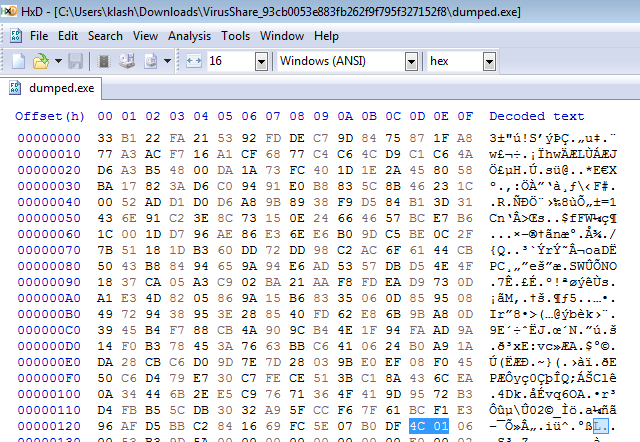 HxD - [C:\Users\klash\Downloads\VirusShare_93cb0053e883fb262f9f795f327152f8\dumped.exe]
File Edit Search View Analysis Tools Window Help
16 Windows (ANSI) hex
dumped.exe
Offset(h) 00 01 02 03 04 05 06 07 08 09 0A 0B 0C 0D 0E 0F Decoded text
00000000 33 B1 22 FA 21 53 92 FD DE C7 9D 84 75 87 1F A8 3±"ú!S’ýÞÇ.„u‡.¨
00000010 77 A3 AC F7 16 A1 CF 68 77 C4 C6 4C D9 C1 C6 4A w£¬÷.¡ÏhwÄÆLÙÁÆJ
00000020 D6 A3 B5 48 00 DA 1A 73 FC 40 1D 1E 2A 45 80 58 Ö£µH.Ú.sü@..*E€X
00000030 BA 17 82 3A D6 C0 94 91 E0 B8 83 5C 8B 46 23 1C º.‚:ÖÀ”‘à¸ƒ\‹F#.
00000040 00 52 AD D1 D0 D6 A8 9B 89 38 F9 D5 84 B1 3D 31 .R.ÑÐÖ¨›‰8ùÕ„±=1
00000050 43 6E 91 C2 3E 8C 73 15 0E 24 66 46 57 BC E7 B6 Cn‘Â>Œs..$fFW¼ç¶
00000060 1C 00 1D D7 96 AE 86 E3 6E E6 B0 9D C5 BE 0C 2F ...×–®†ãnæ°.Å¾./
00000070 7B 51 18 1D B3 60 DD 72 DD 98 C2 AC 6F 61 44 CB {Q..³`ÝrÝ˜Â¬oaDË
00000080 50 43 B8 84 94 65 9A 94 E6 AD 53 57 DB D5 4E 4F PC¸„”eš”æ.SWÛÕNO
00000090 18 37 CA 05 A3 C9 02 BA 21 AA F8 FD EA D9 73 0D .7Ê.£É.º!ªøýêÙs.
000000A0 A1 E3 4D 82 05 86 9A 15 B6 83 35 06 0D 85 95 08 ¡ãM‚.†š.¶ƒ5..…•.
000000B0 49 72 94 38 95 3E 28 85 40 FD 62 E8 6B 9B A8 0D Ir”8•>(…@ýbèk›¨.
000000C0 39 45 B4 F7 88 CB 4A 90 9C B4 4E 1F 94 FA AD 9A 9E´÷ˆËJ.œ´N.”ú.š
000000D0 14 F0 B3 78 45 3A 76 63 BB C6 41 06 24 B0 A9 1A .ð³xE:vc»ÆA.$°©.
000000E0 DA 28 CB C6 D0 9D 7E 7D 28 03 9B E0 EF 08 F0 45 Ú(ËÆÐ.~}(.›àï.ðE
000000F0 50 C6 D4 79 E7 30 C7 FE CE 51 3B C1 8A 43 6C EA PÆÔyç0ÇþÎQ;ÁŠClê
00000100 0A 34 44 6B 2E E5 C9 76 71 36 4F 41 9D 95 72 B3 .4Dk.åÉvq6OA.•r³
00000110 D4 FB B5 5C DB 30 32 A9 5F CC F6 7F 61 BC F1 E3 Ôûµ\Û02©_Ìö.a¼ñã
00000120 96 AF D5 BB C2 84 16 69 FC 5E 07 B0 DF 4C 01 06 –¯Õ»Â„.iü^.°ßL..